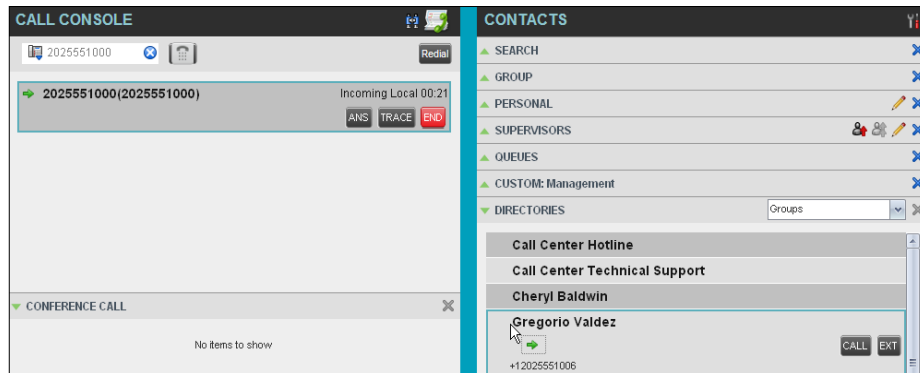 CALL CONSOLE
2025551000
Redial
2025551000(2025551000)
Incoming Local 00:21
ANS TRACE END
CONFERENCE CALL
No items to show
CONTACTS
SEARCH
GROUP
PERSONAL
SUPERVISORS
QUEUES
CUSTOM: Management
DIRECTORIES
Groups
Call Center Hotline
Call Center Technical Support
Cheryl Baldwin
Gregorio Valdez
CALL EXT
+12025551006